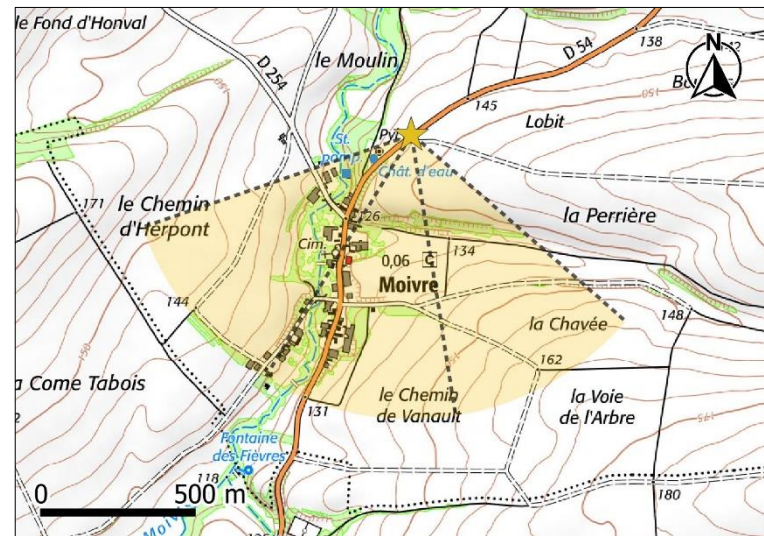 le Fond d'Honval
le Moulin
D 254
D 54
138
N
145
Lobit
St.
pomp.
Chât. d'eau
171
le Chemin
d'Herpont
126
la Perrière
Cim.
0,06
134
Moivre
144
148
la Chavée
162
a Come Tabois
le Chemin
de Vanault
la Voie
de l'Arbre
131
Fontaine
des Fièvres
118
175
180
0
500 m